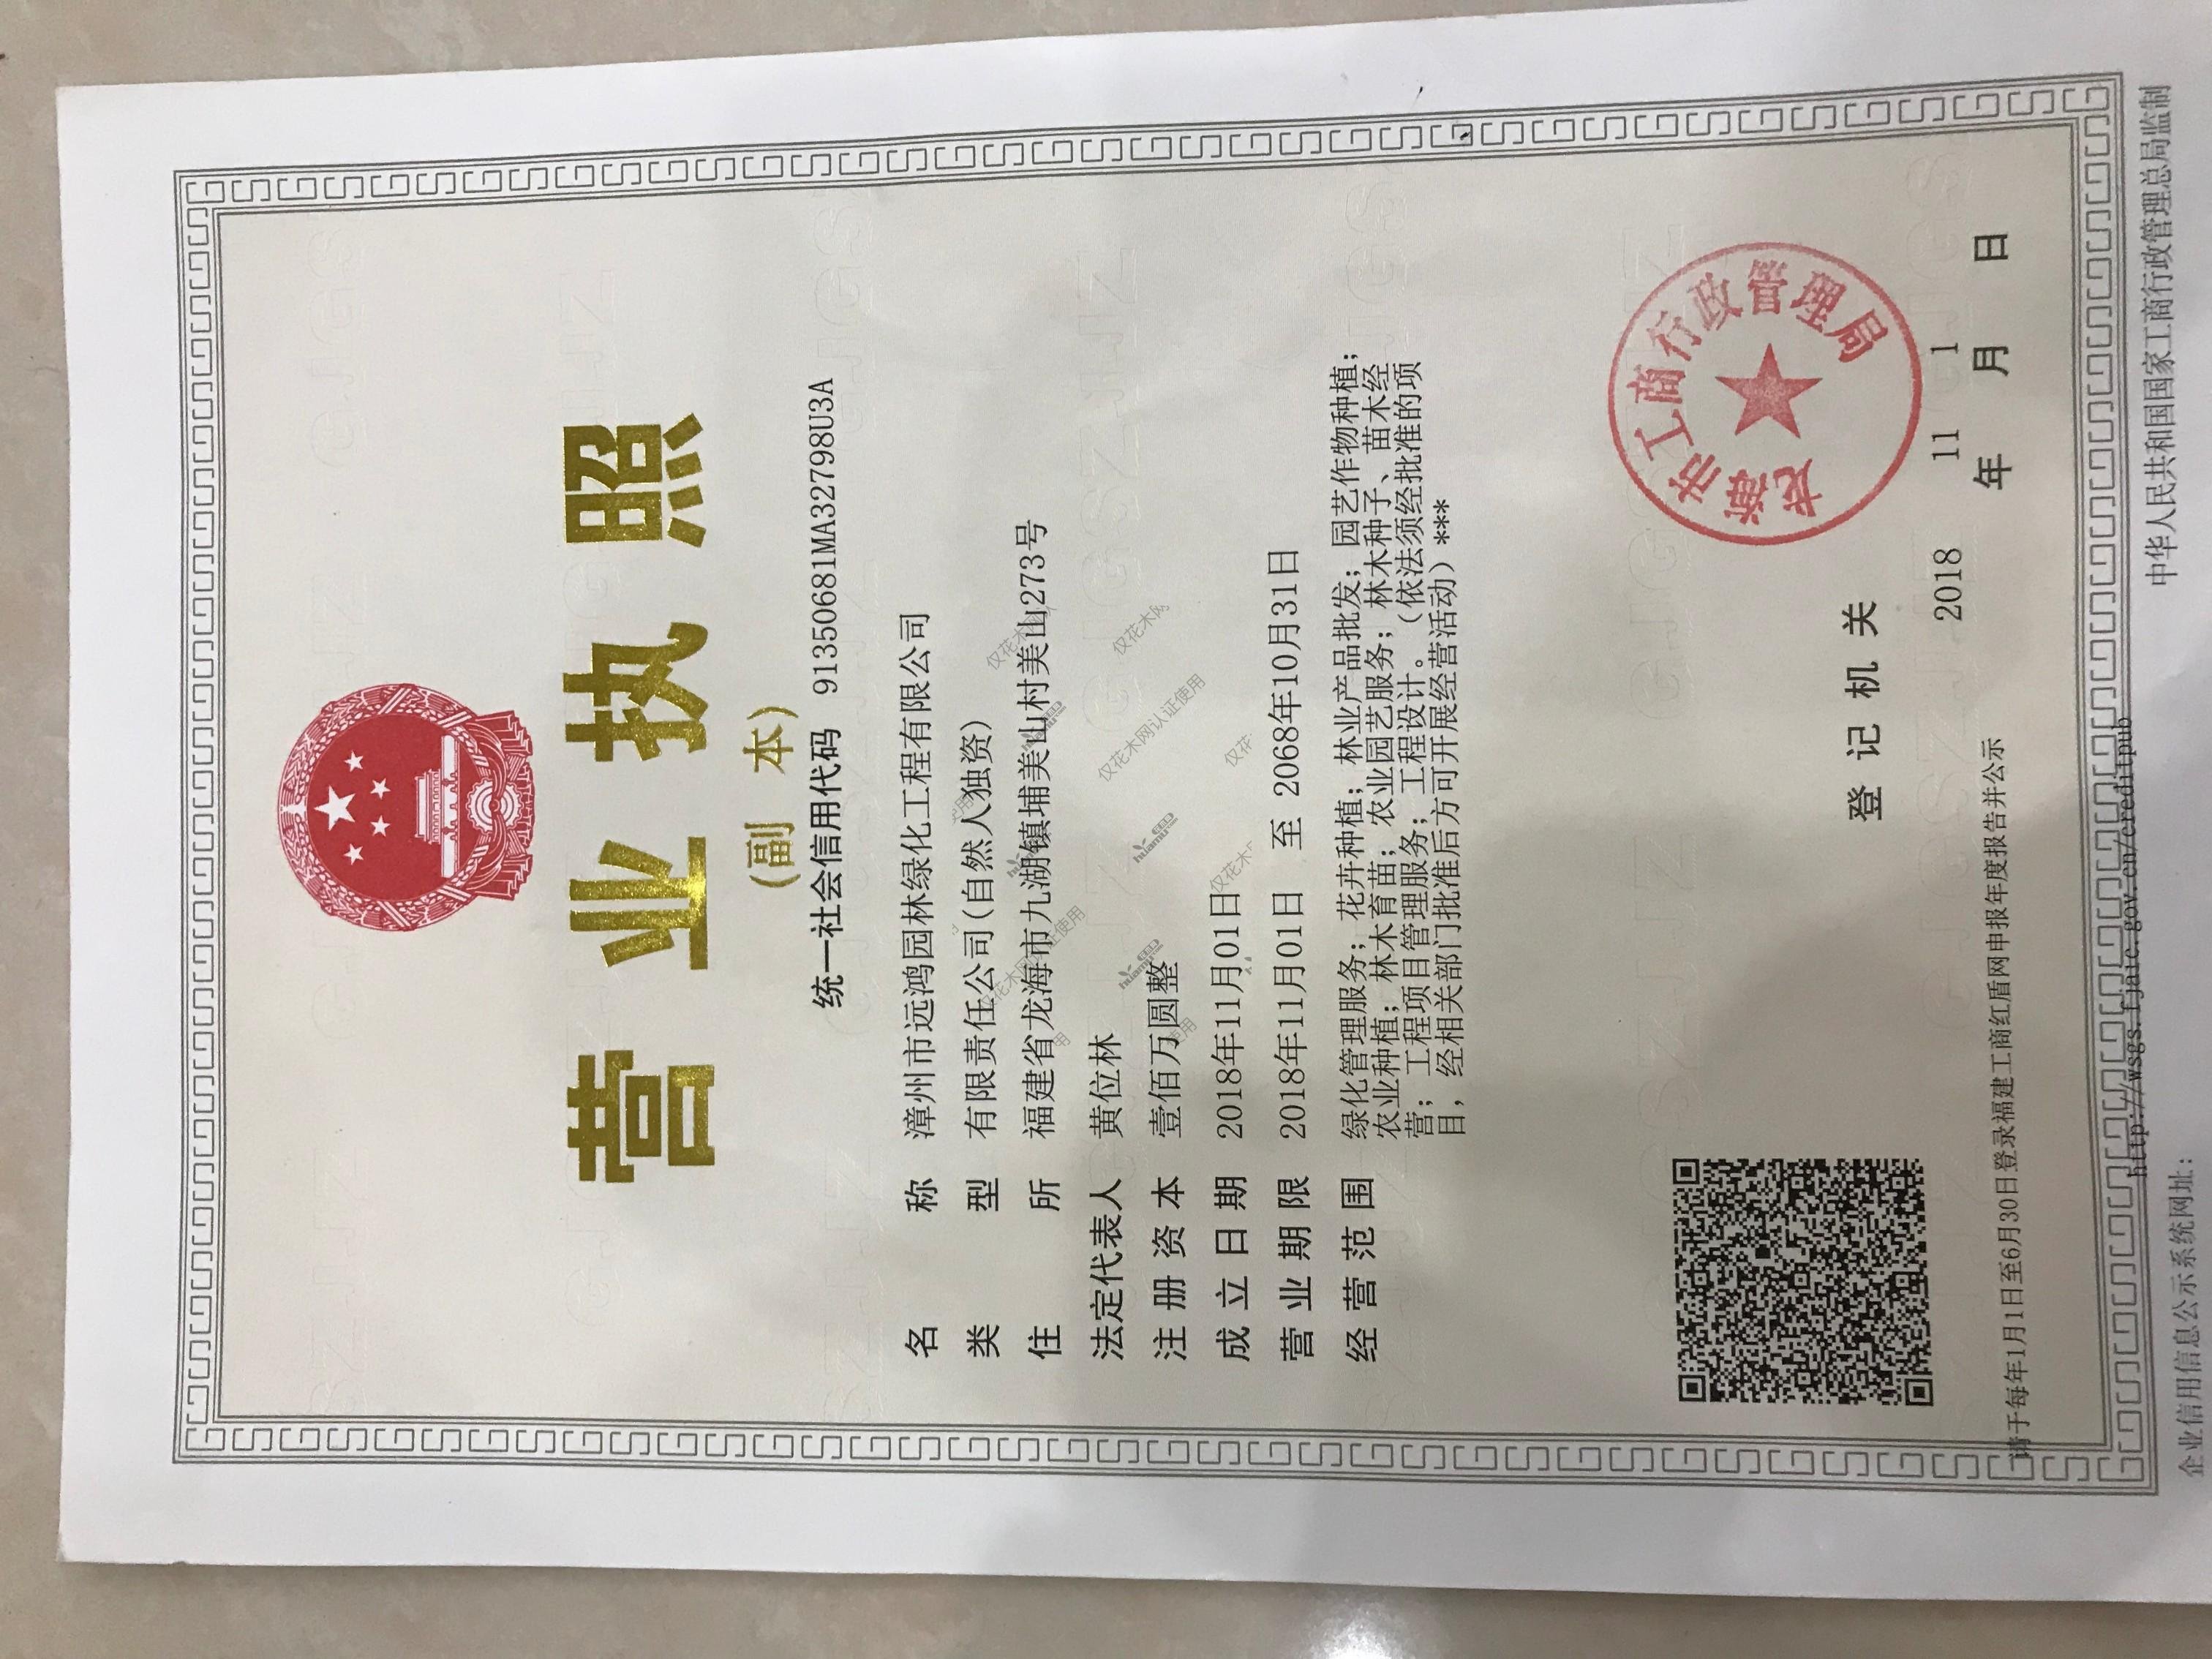 营业执照
(副 本)
统一社会信用代码 91350681MA32798U3A
名 称 漳州市远鸿园林绿化工程有限公司
类 型 有限责任公司(自然人独资)
住 所 福建省龙海市九湖镇埔美山村美山273号
法定代表人 黄位林
注册资本 壹佰万圆整
成立日期 2018年11月01日
营业期限 2018年11月01日 至 2068年10月31日
经营范围 绿化管理服务；花卉种植；林业产品批发；园艺作物种植；
农业种植；林木育苗；农业园艺服务；林木种子、苗木经
营；工程项目管理服务；工程设计。（依法须经批准的项
目，经相关部门批准后方可开展经营活动）***
仅花木网认证使用
huamu
龙海市工商行政管理局
登记机关
2018 年 11 月 1 日
请于每年1月1日至6月30日登录福建工商红盾网申报年度报告并公示
http://wsgs.fjaic.gov.cn/creditpub
企业信用信息公示系统网址：
中华人民共和国国家工商行政管理总局监制